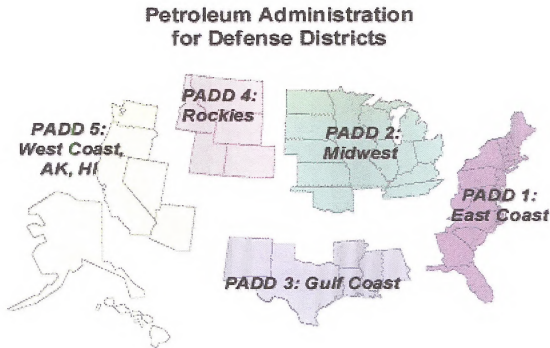 Petroleum Administration
for Defense Districts
PADD 5:
West Coast,
AK, HI
PADD 4:
Rockies
PADD 2:
Midwest
PADD 1:
East Coast
PADD 3: Gulf Coast